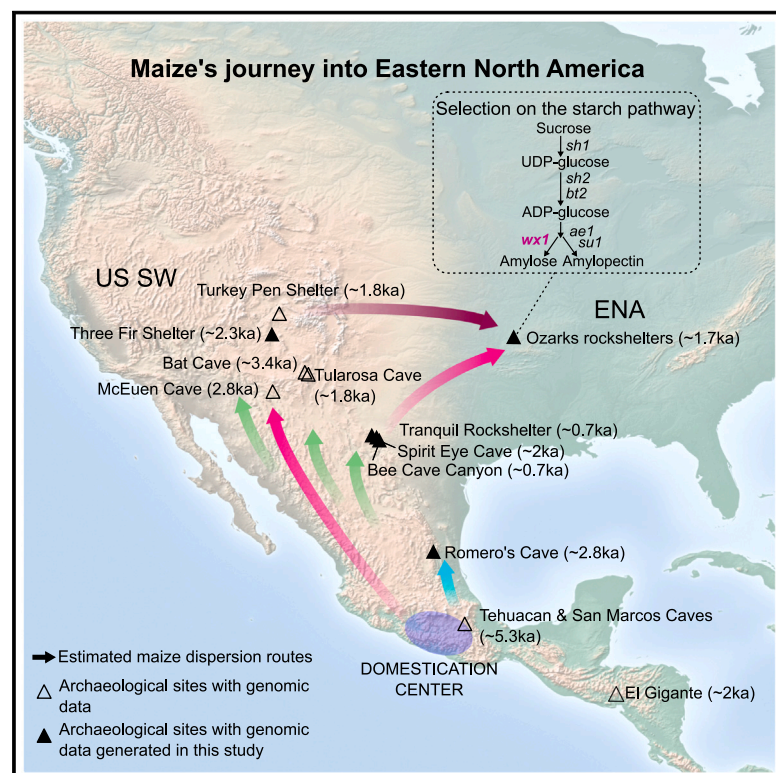 Maize's journey into Eastern North America
Selection on the starch pathway
Sucrose
sh1
UDP-glucose
sh2
bt2
ADP-glucose
wx1
ae1
su1
Amylose Amylopectin
US SW
ENA
Turkey Pen Shelter (~1.8ka)
Three Fir Shelter (~2.3ka)
Ozarks rockshelters (~1.7ka)
Bat Cave (~3.4ka)
Tularosa Cave
(~1.8ka)
McEuen Cave (2.8ka)
Tranquil Rockshelter (~0.7ka)
Spirit Eye Cave (~2ka)
Bee Cave Canyon (~0.7ka)
Romero's Cave (~2.8ka)
Tehuacan & San Marcos Caves
(~5.3ka)
DOMESTICATION
CENTER
El Gigante (~2ka)
Estimated maize dispersion routes
Archaeological sites with genomic
data
Archaeological sites with genomic
data generated in this study